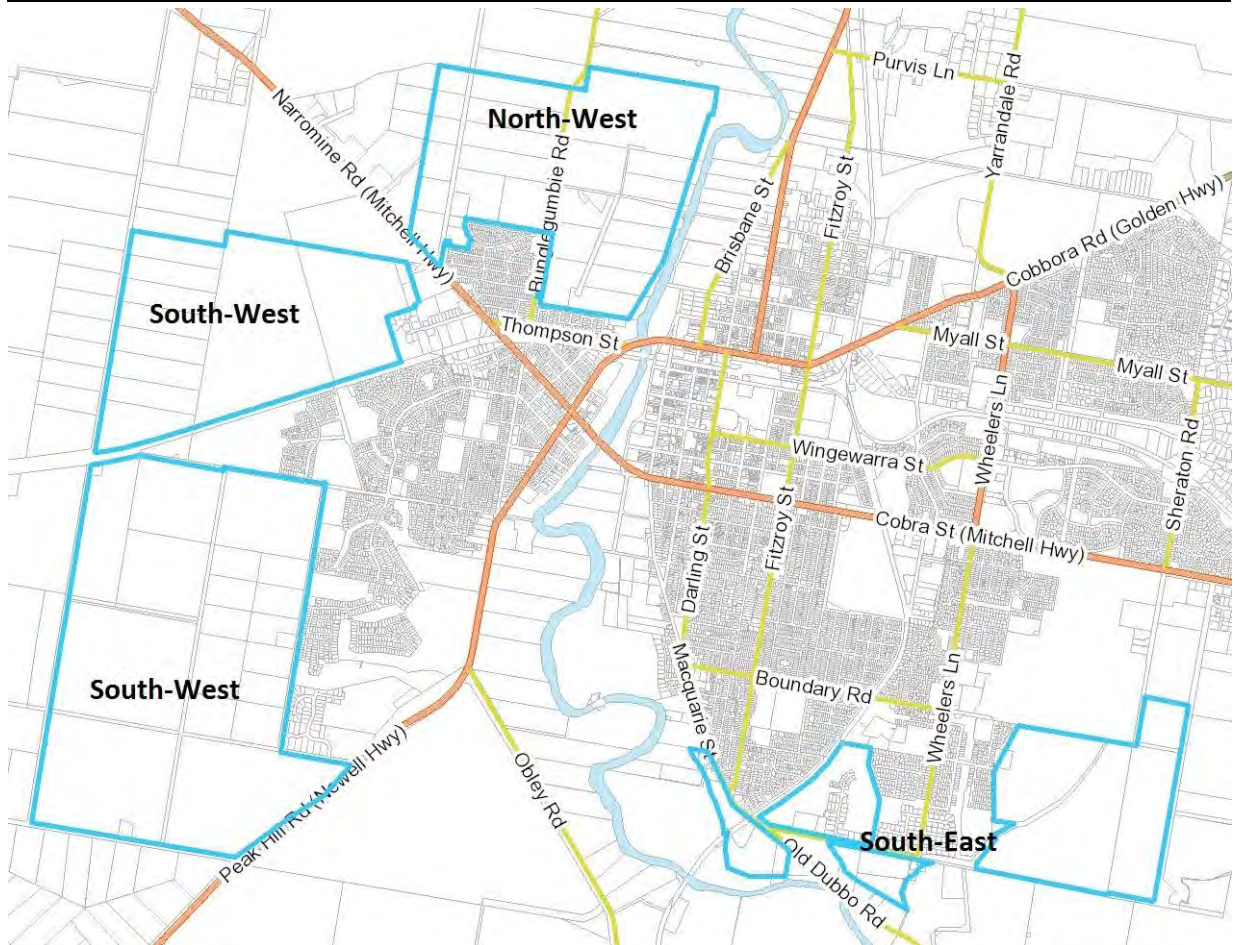 Purvis Ln
Yarrandale Rd
North-West
Narromine Rd (Mitchell Hwy)
Bunglegumbie Rd
Brisbane St
Fitzroy St
Cobbora Rd (Golden Hwy)
South-West
Thompson St
Myall St
Myall St
Wheelers Ln
Sheraton Rd
Wingewarra St
Fitzroy St
Cobra St (Mitchell Hwy)
Darling St
Macquarie St
Boundary Rd
Wheelers Ln
South-West
Peak Hill Rd (Newell Hwy)
Obley Rd
South-East
Old Dubbo Rd